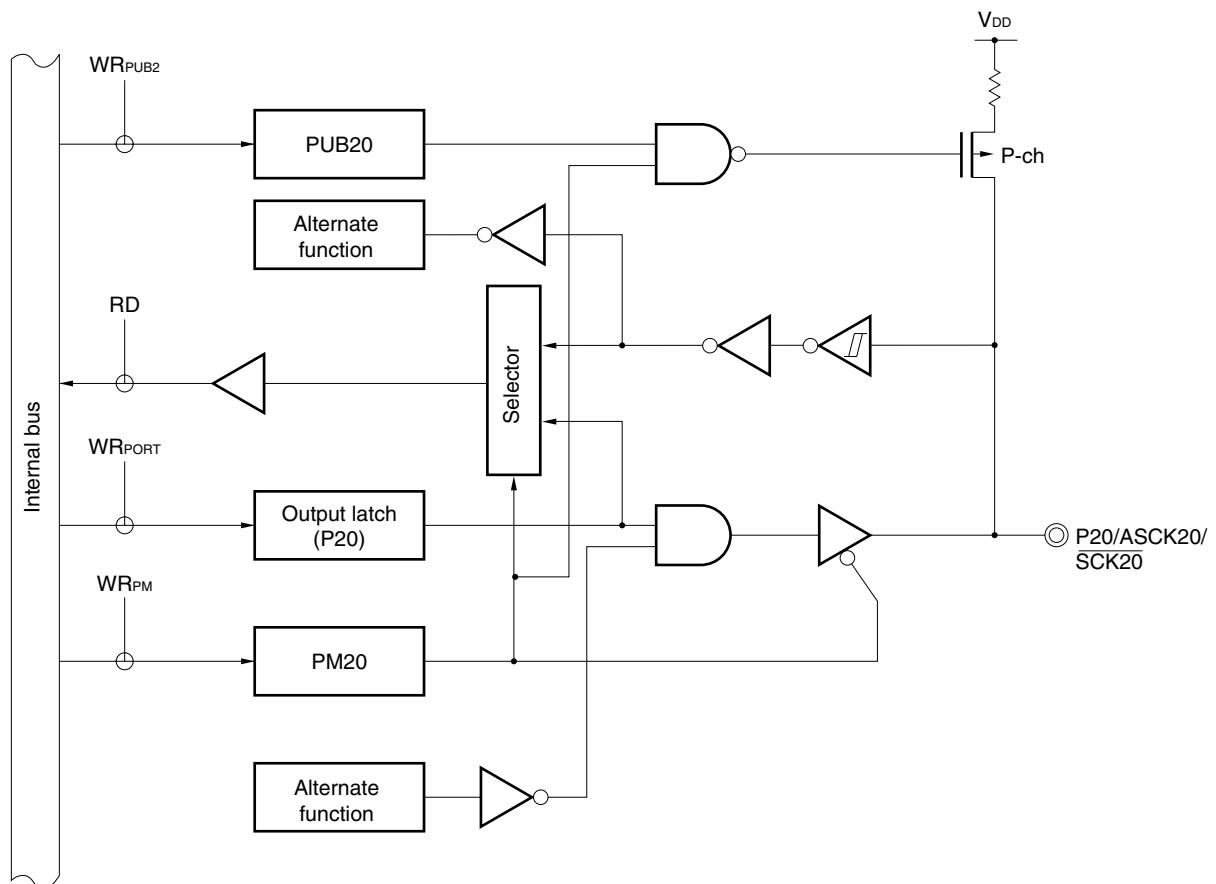 VDD
WRPUB2
PUB20
P-ch
Alternate
function
RD
Selector
Internal bus
WRPORT
Output latch
(P20)
P20/ASCK20/
SCK20
WRPM
PM20
Alternate
function